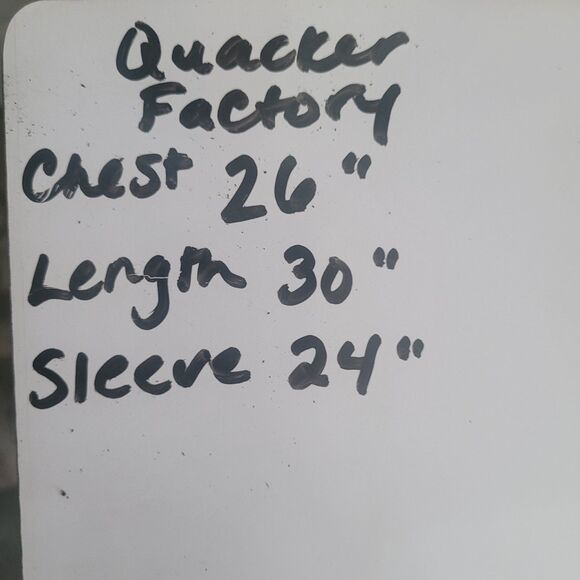 Quacker
Factory
Chest 26"
Length 30"
Sleeve 24"